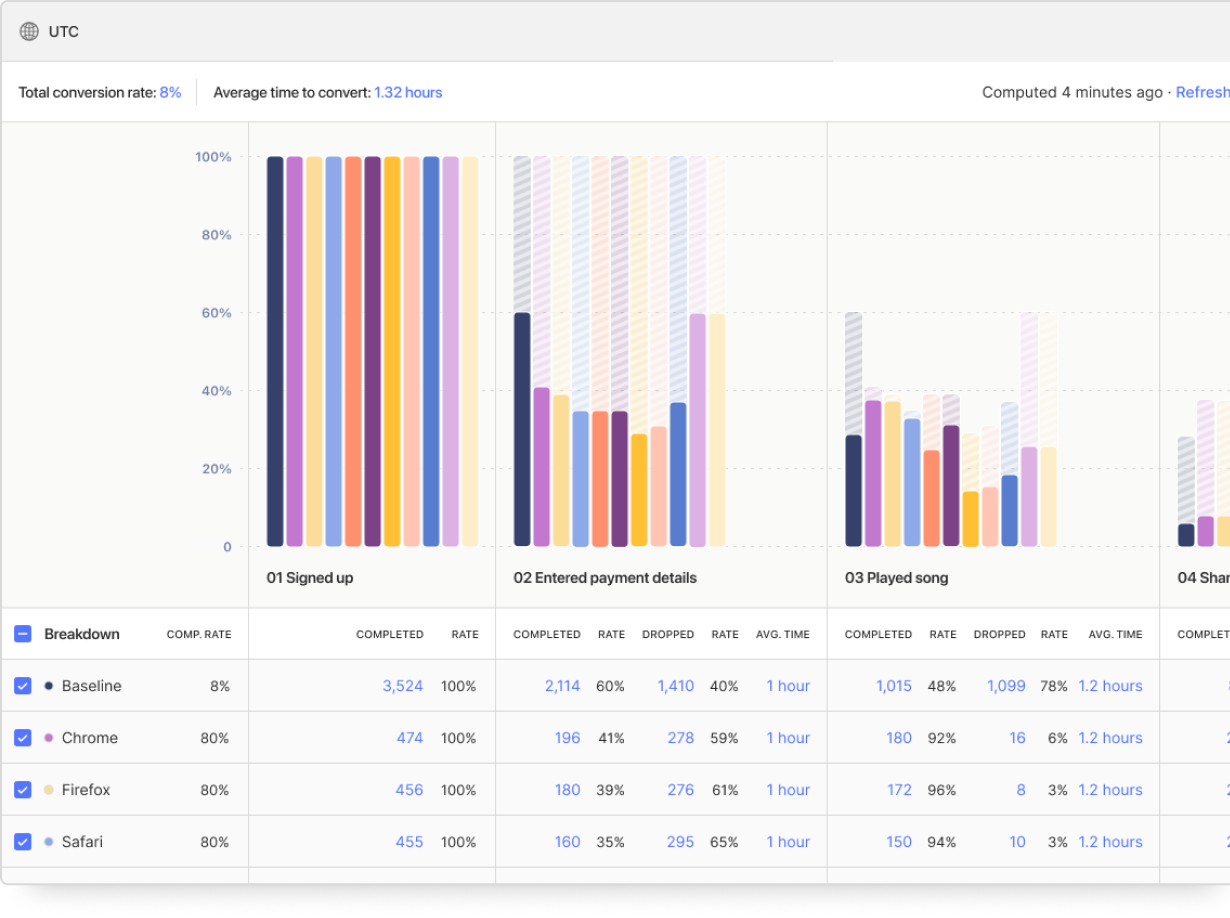 UTC
Total conversion rate: 8% Average time to convert: 1.32 hours Computed 4 minutes ago · Refresh
100%
80%
60%
40%
20%
0
01 Signed up 02 Entered payment details 03 Played song 04 Shar
Breakdown COMP. RATE COMPLETED RATE COMPLETED RATE DROPPED RATE AVG. TIME COMPLETED RATE DROPPED RATE AVG. TIME COMPLET
Baseline 8% 3,524 100% 2,114 60% 1,410 40% 1 hour 1,015 48% 1,099 78% 1.2 hours
Chrome 80% 474 100% 196 41% 278 59% 1 hour 180 92% 16 6% 1.2 hours
Firefox 80% 456 100% 180 39% 276 61% 1 hour 172 96% 8 3% 1.2 hours
Safari 80% 455 100% 160 35% 295 65% 1 hour 150 94% 10 3% 1.2 hours